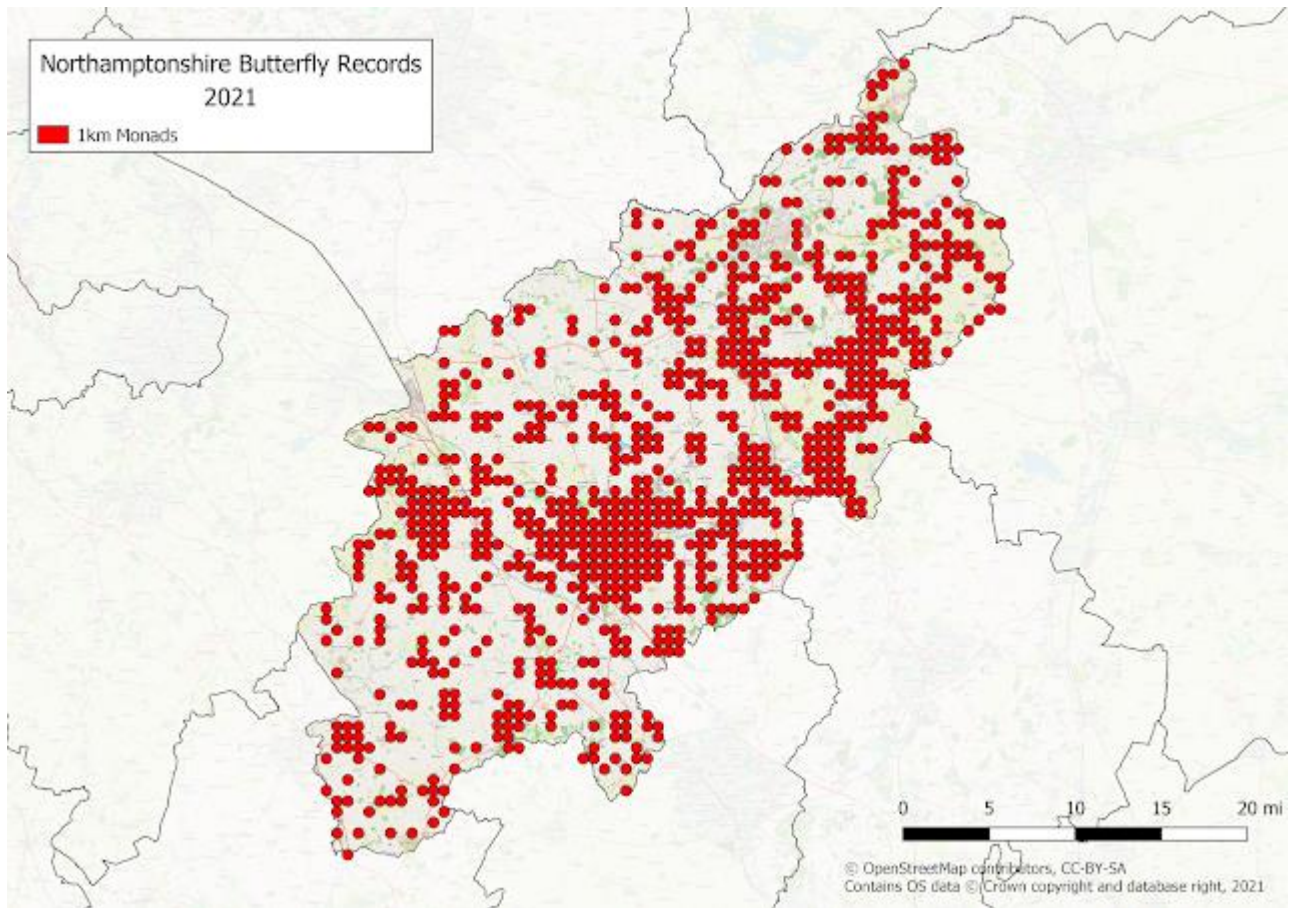 Northamptonshire Butterfly Records
2021
1km Monads
0 5 10 15 20 mi
© OpenStreetMap contributors, CC-BY-SA
Contains OS data © Crown copyright and database right, 2021